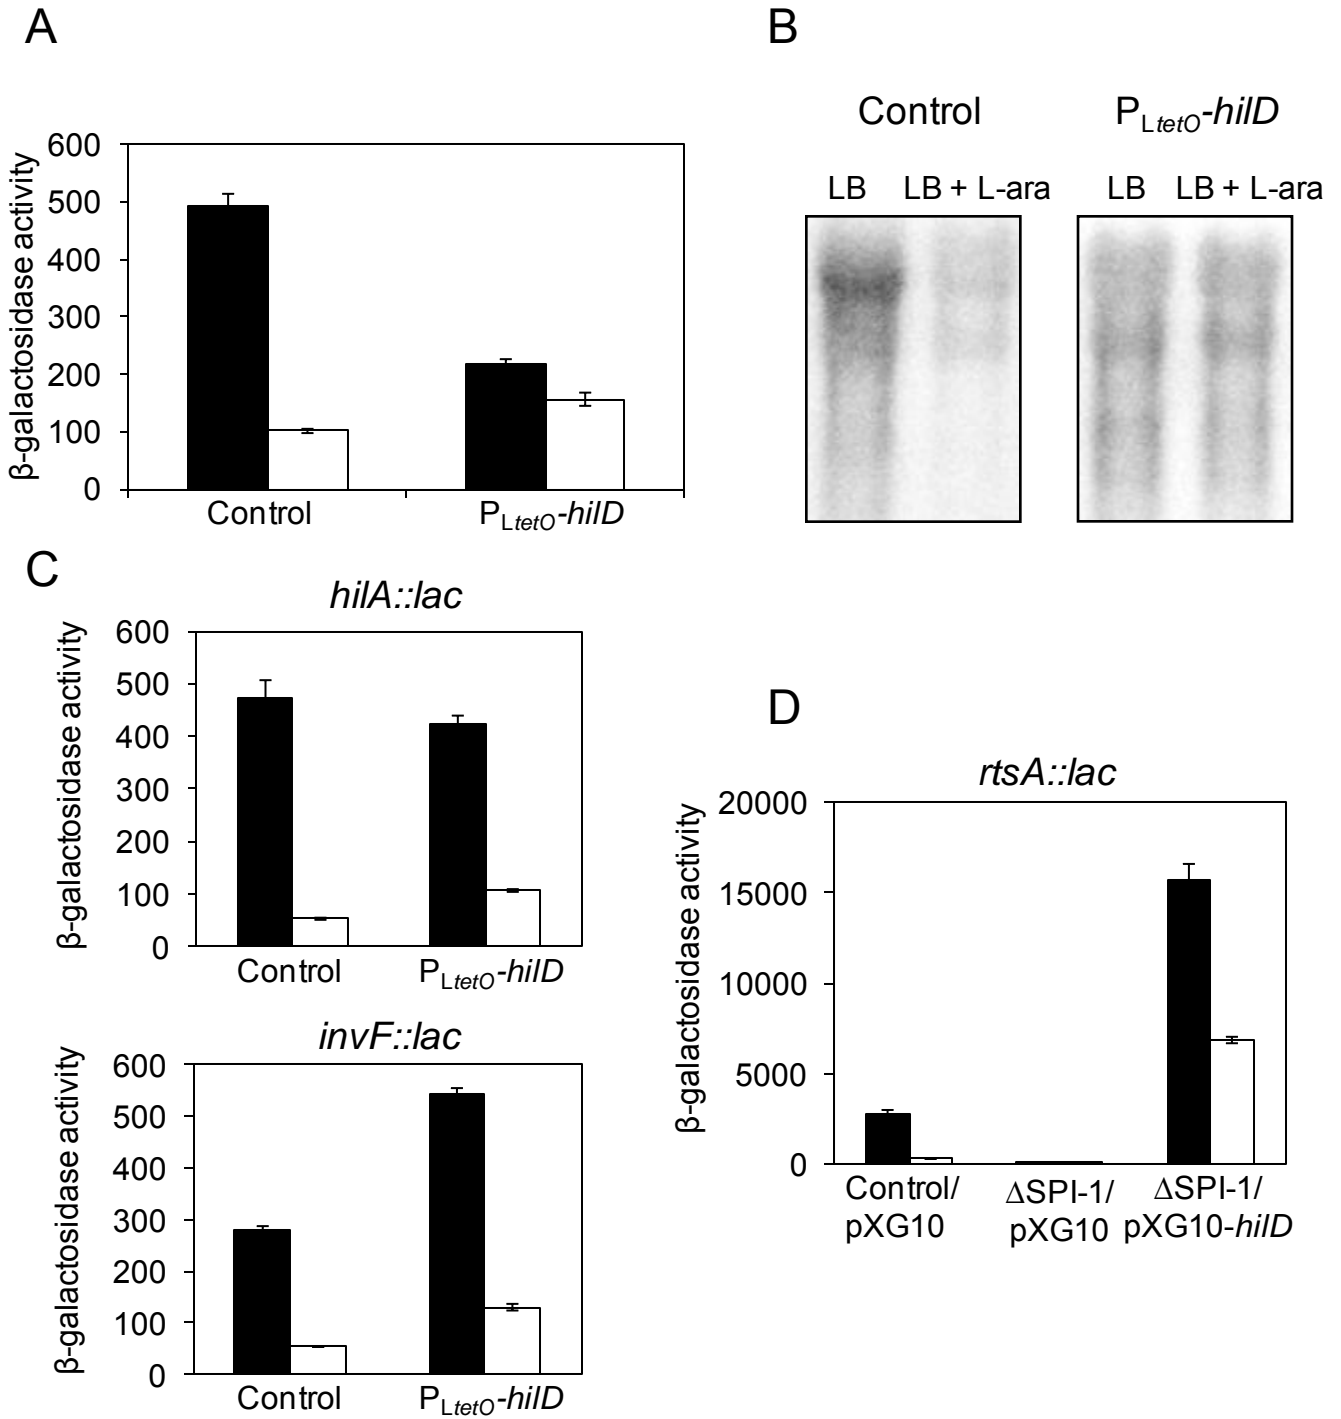 A
β-galactosidase activity
600
500
400
300
200
100
0
Control
PLtetO-hilD
B
Control
PLtetO-hilD
LB
LB + L-ara
LB
LB + L-ara
C
hilA::lac
β-galactosidase activity
600
500
400
300
200
100
0
Control
PLtetO-hilD
invF::lac
β-galactosidase activity
600
500
400
300
200
100
0
Control
PLtetO-hilD
D
rtsA::lac
β-galactosidase activity
20000
15000
10000
5000
0
Control/
pXG10
ΔSPI-1/
pXG10
ΔSPI-1/
pXG10-hilD